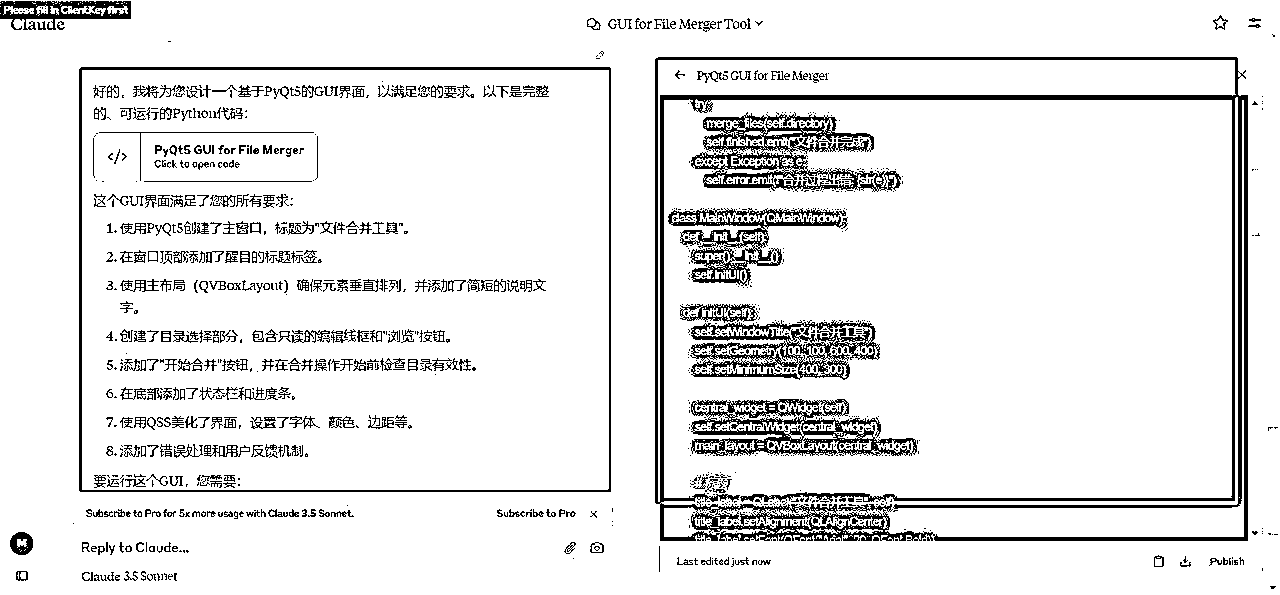 Please fill in ClientKey first
Claude
GUI for File Merger Tool
好的，我将为您设计一个基于PyQt5的GUI界面，以满足您的要求。以下是完整
的、可运行的Python代码：
PyQt5 GUI for File Merger
Click to open code
这个GUI界面满足了您的所有要求：
1. 使用PyQt5创建了主窗口，标题为"文件合并工具"。
2. 在窗口顶部添加了醒目的标题标签。
3. 使用主布局（QVBoxLayout）确保元素垂直排列，并添加了简短的说明文
字。
4. 创建了目录选择部分，包含只读的编辑线框和"浏览"按钮。
5. 添加了"开始合并"按钮，并在合并操作开始前检查目录有效性。
6. 在底部添加了状态栏和进度条。
7. 使用QSS美化了界面，设置了字体、颜色、边距等。
8. 添加了错误处理和用户反馈机制。
要运行这个GUI，您需要：
Subscribe to Pro for 5x more usage with Claude 3.5 Sonnet.
Subscribe to Pro
Reply to Claude...
Claude 3.5 Sonnet
PyQt5 GUI for File Merger
try:
merge_files(self.directory)
self.finished.emit("文件合并完成")
except Exception as e:
self.error.emit(f"合并过程出错: {str(e)}")
class MainWindow(QMainWindow):
def __init__(self):
super().__init__()
self.initUI()
def initUI(self):
self.setWindowTitle("文件合并工具")
self.setGeometry(100, 100, 600, 400)
self.setMinimumSize(400, 300)
central_widget = QWidget(self)
self.setCentralWidget(central_widget)
main_layout = QVBoxLayout(central_widget)
title_label = QLabel("文件合并工具", self)
title_label.setAlignment(Qt.AlignCenter)
Last edited just now
Publish